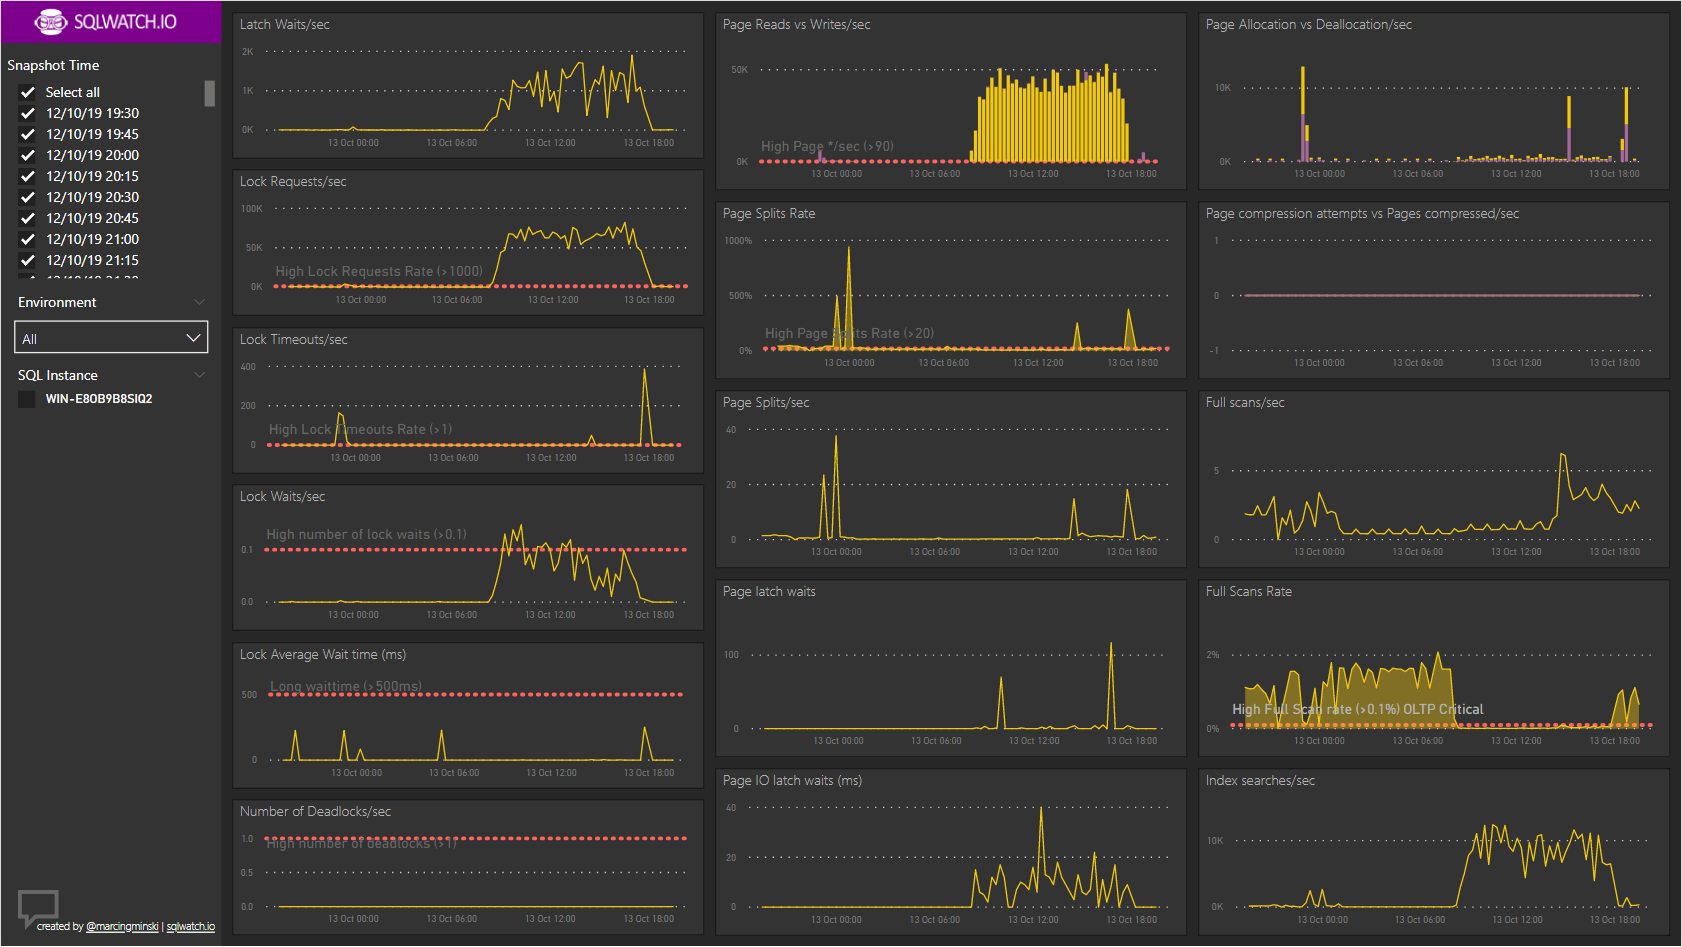 SQLWATCH.IO
Snapshot Time
Select all
12/10/19 19:30
12/10/19 19:45
12/10/19 20:00
12/10/19 20:15
12/10/19 20:30
12/10/19 20:45
12/10/19 21:00
12/10/19 21:15
Environment
All
SQL Instance
WIN-E80B9B8SIQ2
created by @marcingminski | sqlwatch.io
Latch Waits/sec
2K
1K
0K
13 Oct 00:00 13 Oct 06:00 13 Oct 12:00 13 Oct 18:00
Lock Requests/sec
100K
50K
High Lock Requests Rate (>1000)
0K
13 Oct 00:00 13 Oct 06:00 13 Oct 12:00 13 Oct 18:00
Lock Timeouts/sec
400
200
High Lock Timeouts Rate (>1)
0
13 Oct 00:00 13 Oct 06:00 13 Oct 12:00 13 Oct 18:00
Lock Waits/sec
High number of lock waits (>0.1)
0.1
0.0
13 Oct 00:00 13 Oct 06:00 13 Oct 12:00 13 Oct 18:00
Lock Average Wait time (ms)
Long waittime (>500ms)
500
0
13 Oct 00:00 13 Oct 06:00 13 Oct 12:00 13 Oct 18:00
Number of Deadlocks/sec
1.0
High number of deadlocks (>1)
0.5
0.0
13 Oct 00:00 13 Oct 06:00 13 Oct 12:00 13 Oct 18:00
Page Reads vs Writes/sec
50K
High Page */sec (>90)
0K
13 Oct 00:00 13 Oct 06:00 13 Oct 12:00 13 Oct 18:00
Page Splits Rate
1000%
500%
High Page Splits Rate (>20)
0%
13 Oct 00:00 13 Oct 06:00 13 Oct 12:00 13 Oct 18:00
Page Splits/sec
40
20
0
13 Oct 00:00 13 Oct 06:00 13 Oct 12:00 13 Oct 18:00
Page latch waits
100
0
13 Oct 00:00 13 Oct 06:00 13 Oct 12:00 13 Oct 18:00
Page IO latch waits (ms)
40
20
0
13 Oct 00:00 13 Oct 06:00 13 Oct 12:00 13 Oct 18:00
Page Allocation vs Deallocation/sec
10K
0K
13 Oct 00:00 13 Oct 06:00 13 Oct 12:00 13 Oct 18:00
Page compression attempts vs Pages compressed/sec
1
0
-1
13 Oct 00:00 13 Oct 06:00 13 Oct 12:00 13 Oct 18:00
Full scans/sec
5
0
13 Oct 00:00 13 Oct 06:00 13 Oct 12:00 13 Oct 18:00
Full Scans Rate
2%
High Full Scan rate (>0.1%) OLTP Critical
0%
13 Oct 00:00 13 Oct 06:00 13 Oct 12:00 13 Oct 18:00
Index searches/sec
10K
0K
13 Oct 00:00 13 Oct 06:00 13 Oct 12:00 13 Oct 18:00